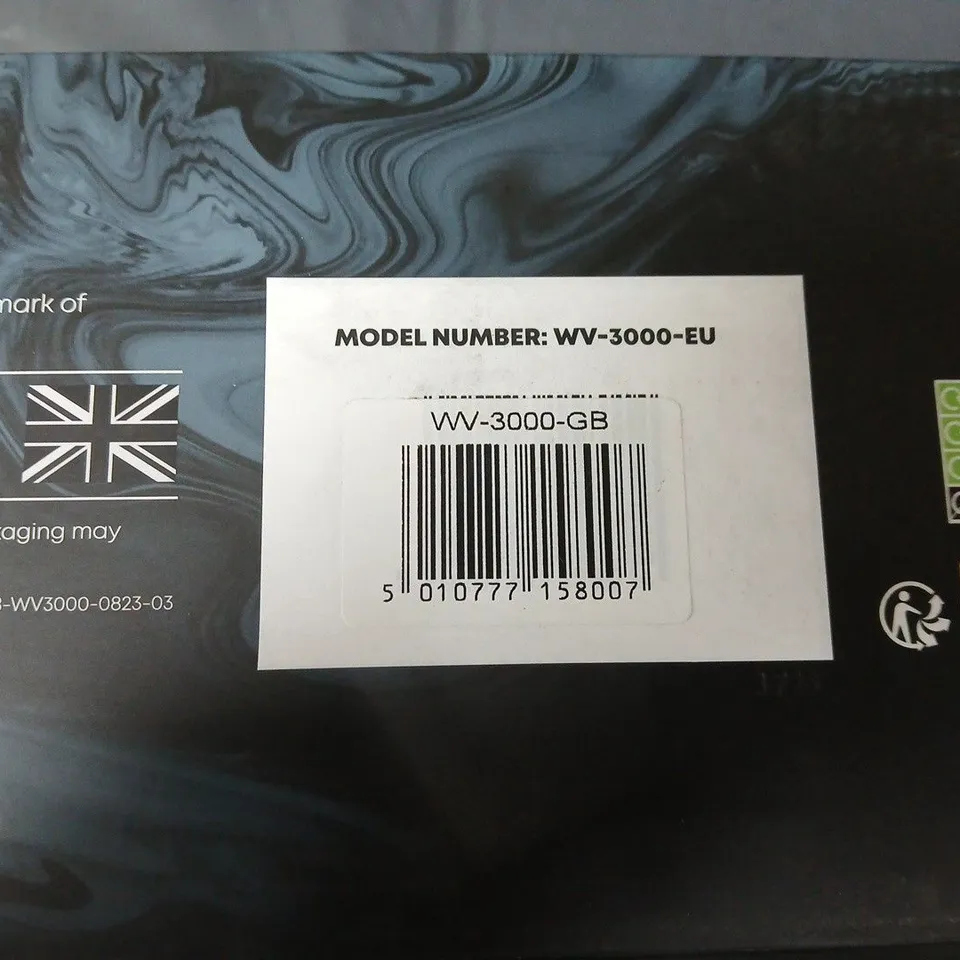 mark of
MODEL NUMBER: WV-3000-EU
WV-3000-GB
5 010777 158007
aging may
-WV3000-0823-03